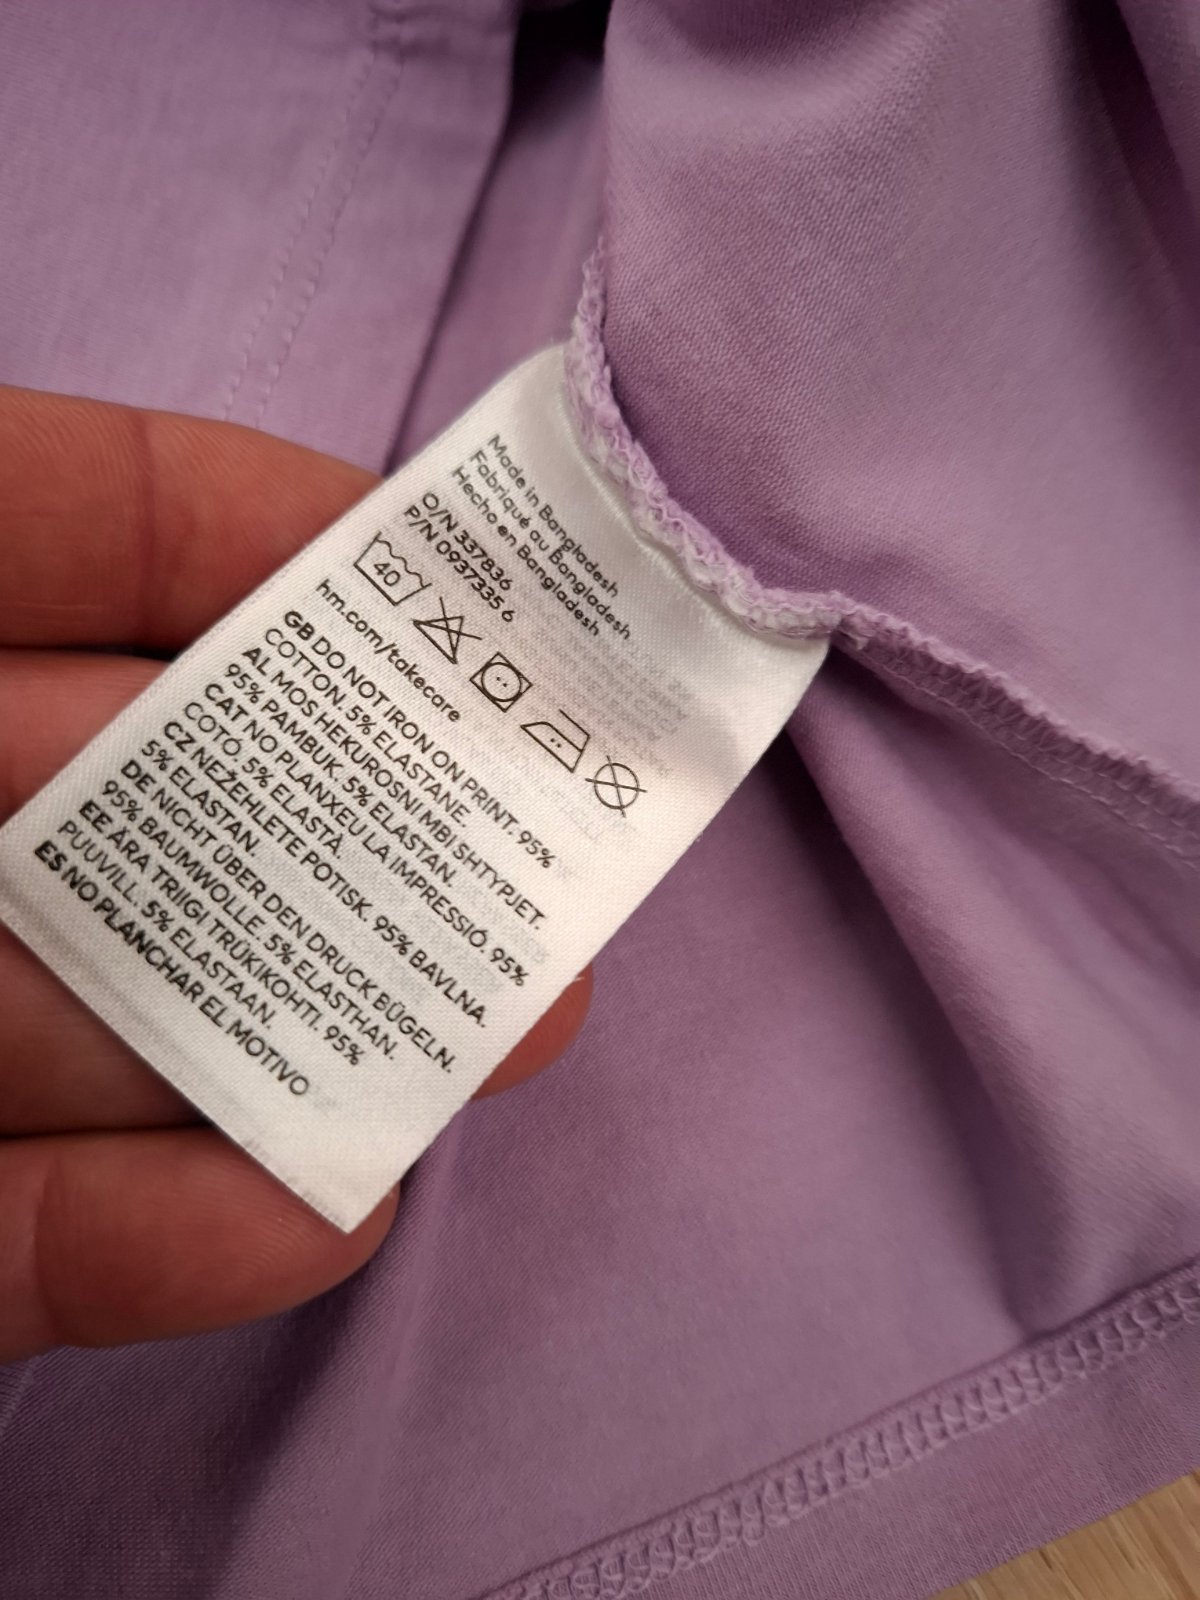 Made in Bangladesh
Fabriqué au Bangladesh
Hecho en Bangladesh
O/N 337836
P/N 0937335 6
40
hm.com/takecare
GB DO NOT IRON ON PRINT. 95%
COTTON. 5% ELASTANE.
AL MOS HEKUROSNI MBI SHTYPJET.
95% PAMBUK. 5% ELASTAN.
CAT NO PLANXEU LA IMPRESSIÓ. 95%
COTÓ. 5% ELASTÀ.
CZ NEŽEHLETE POTISK. 95% BAVLNA.
5% ELASTAN.
DE NICHT ÜBER DEN DRUCK BÜGELN.
95% BAUMWOLLE. 5% ELASTHAN.
EE ÄRA TRIIGI TRÜKIKOHTI. 95%
PUUVILL. 5% ELASTAAN.
ES NO PLANCHAR EL MOTIVO